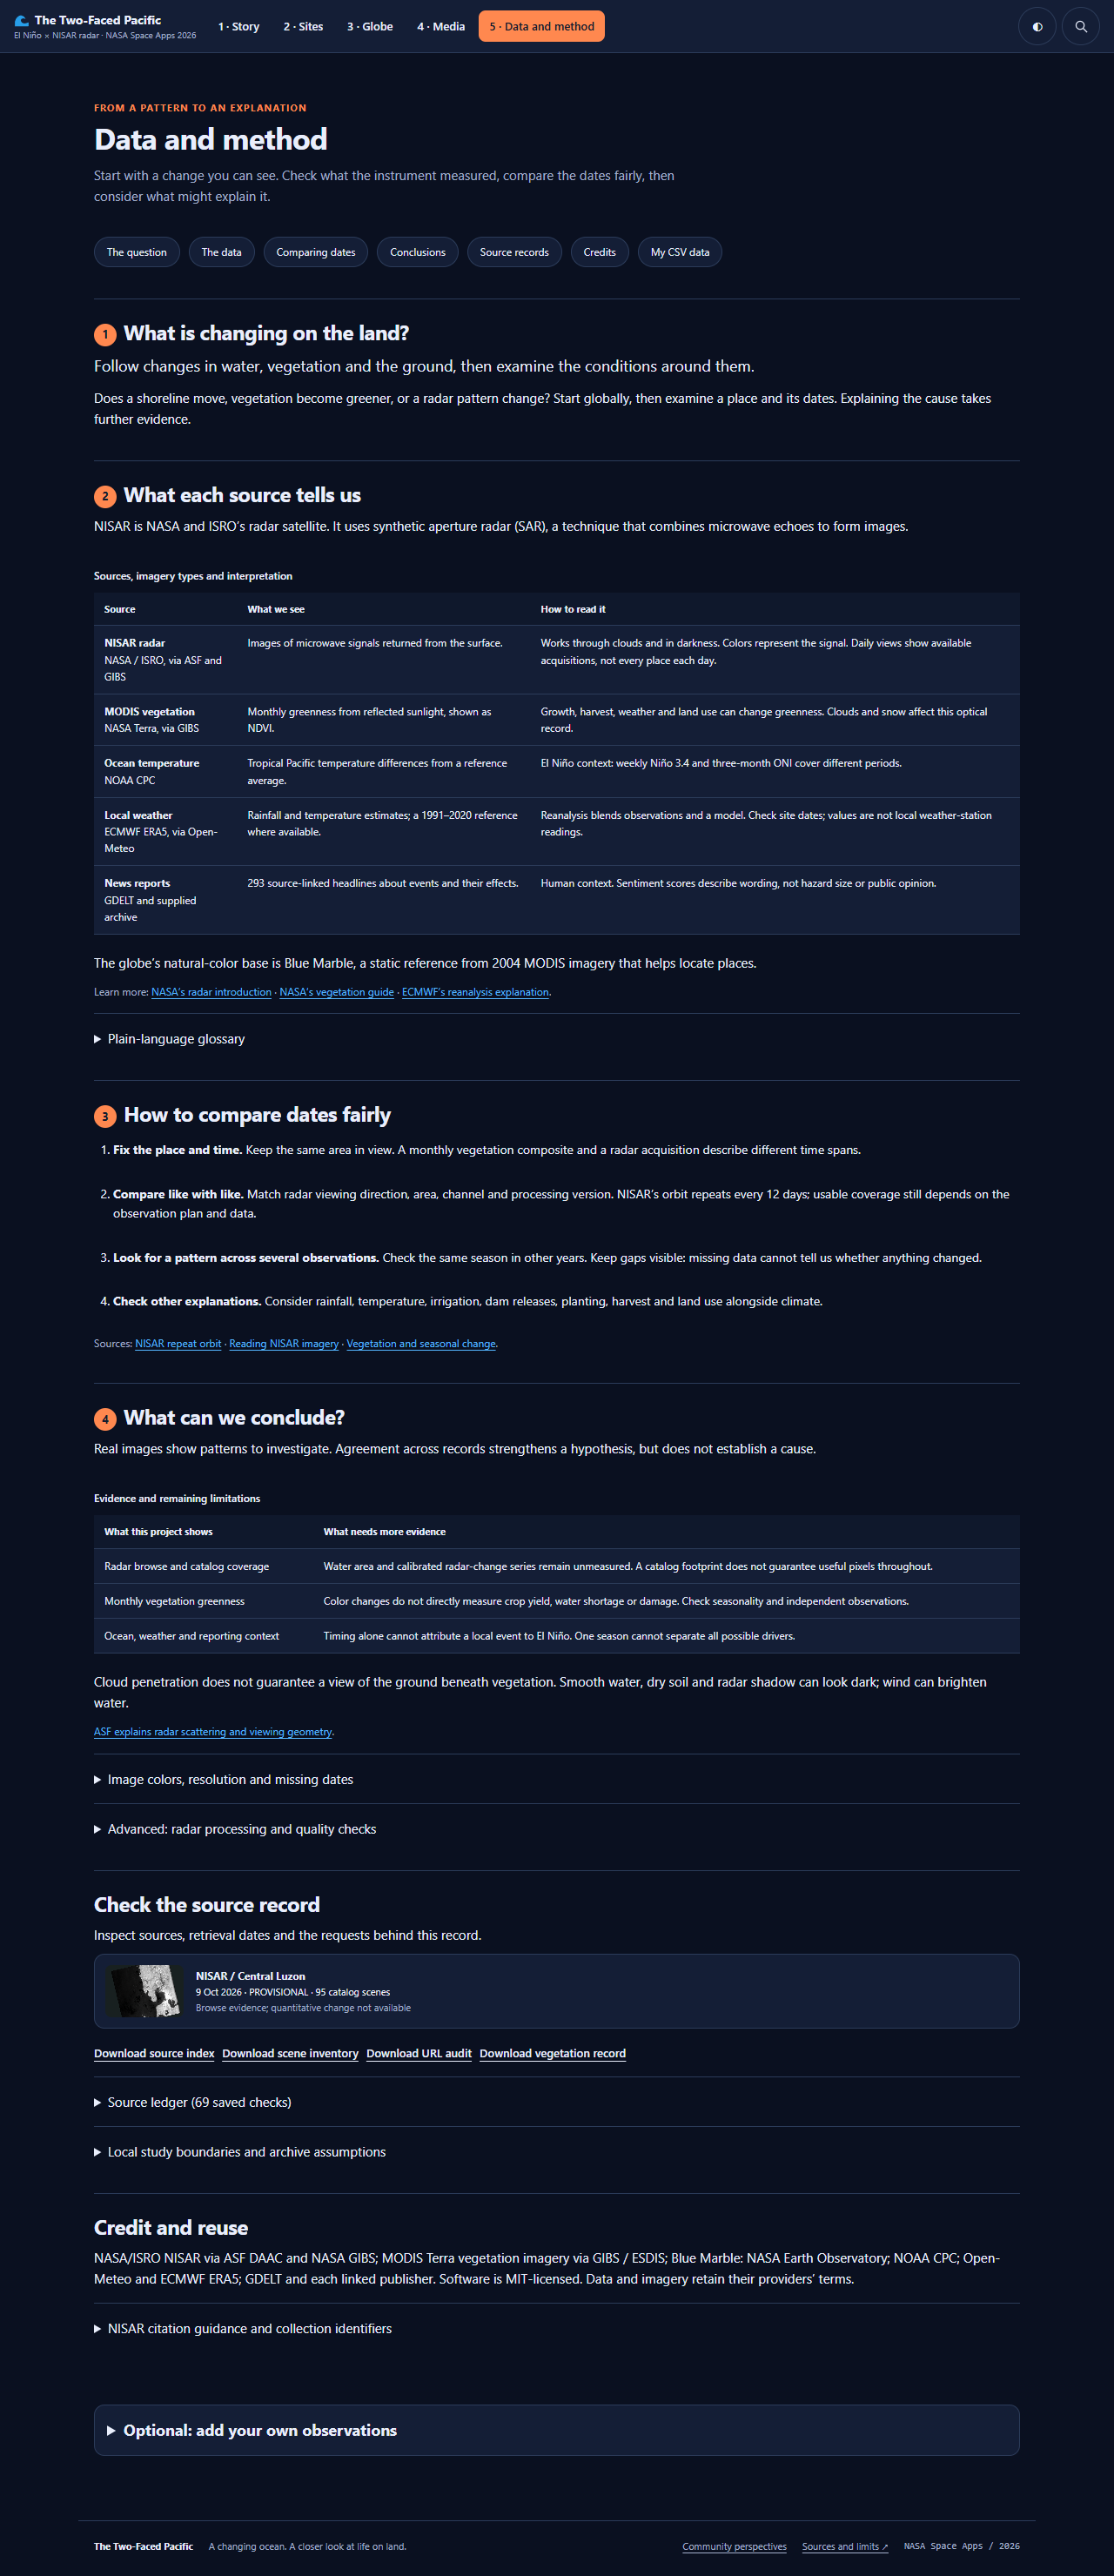 The Two-Faced Pacific
El Niño × NISAR radar · NASA Space Apps 2026
1 · Story
2 · Sites
3 · Globe
4 · Media
5 · Data and method
FROM A PATTERN TO AN EXPLANATION
Data and method
Start with a change you can see. Check what the instrument measured, compare the dates fairly, then
consider what might explain it.
The question
The data
Comparing dates
Conclusions
Source records
Credits
My CSV data
1 What is changing on the land?
Follow changes in water, vegetation and the ground, then examine the conditions around them.
Does a shoreline move, vegetation become greener, or a radar pattern change? Start globally, then examine a place and its dates. Explaining the cause takes
further evidence.
2 What each source tells us
NISAR is NASA and ISRO’s radar satellite. It uses synthetic aperture radar (SAR), a technique that combines microwave echoes to form images.
Sources, imagery types and interpretation
Source
What we see
How to read it
NISAR radar
NASA / ISRO, via ASF and
GIBS
Images of microwave signals returned from the surface.
Works through clouds and in darkness. Colors represent the signal. Daily views show available
acquisitions, not every place each day.
MODIS vegetation
NASA Terra, via GIBS
Monthly greenness from reflected sunlight, shown as
NDVI.
Growth, harvest, weather and land use can change greenness. Clouds and snow affect this optical
record.
Ocean temperature
NOAA CPC
Tropical Pacific temperature differences from a reference
average.
El Niño context: weekly Niño 3.4 and three-month ONI cover different periods.
Local weather
ECMWF ERA5, via Open-
Meteo
Rainfall and temperature estimates; a 1991–2020 reference
where available.
Reanalysis blends observations and a model. Check site dates; values are not local weather-station
readings.
News reports
GDELT and supplied
archive
293 source-linked headlines about events and their effects.
Human context. Sentiment scores describe wording, not hazard size or public opinion.
The globe’s natural-color base is Blue Marble, a static reference from 2004 MODIS imagery that helps locate places.
Learn more: NASA’s radar introduction · NASA’s vegetation guide · ECMWF’s reanalysis explanation.
Plain-language glossary
3 How to compare dates fairly
1. Fix the place and time. Keep the same area in view. A monthly vegetation composite and a radar acquisition describe different time spans.
2. Compare like with like. Match radar viewing direction, area, channel and processing version. NISAR’s orbit repeats every 12 days; usable coverage still depends on the
observation plan and data.
3. Look for a pattern across several observations. Check the same season in other years. Keep gaps visible: missing data cannot tell us whether anything changed.
4. Check other explanations. Consider rainfall, temperature, irrigation, dam releases, planting, harvest and land use alongside climate.
Sources: NISAR repeat orbit · Reading NISAR imagery · Vegetation and seasonal change.
4 What can we conclude?
Real images show patterns to investigate. Agreement across records strengthens a hypothesis, but does not establish a cause.
Evidence and remaining limitations
What this project shows
What needs more evidence
Radar browse and catalog coverage
Water area and calibrated radar-change series remain unmeasured. A catalog footprint does not guarantee useful pixels throughout.
Monthly vegetation greenness
Color changes do not directly measure crop yield, water shortage or damage. Check seasonality and independent observations.
Ocean, weather and reporting context
Timing alone cannot attribute a local event to El Niño. One season cannot separate all possible drivers.
Cloud penetration does not guarantee a view of the ground beneath vegetation. Smooth water, dry soil and radar shadow can look dark; wind can brighten
water.
ASF explains radar scattering and viewing geometry.
Image colors, resolution and missing dates
Advanced: radar processing and quality checks
Check the source record
Inspect sources, retrieval dates and the requests behind this record.
NISAR / Central Luzon
9 Oct 2026 · PROVISIONAL · 95 catalog scenes
Browse evidence; quantitative change not available
Download source index
Download scene inventory
Download URL audit
Download vegetation record
Source ledger (69 saved checks)
Local study boundaries and archive assumptions
Credit and reuse
NASA/ISRO NISAR via ASF DAAC and NASA GIBS; MODIS Terra vegetation imagery via GIBS / ESDIS; Blue Marble: NASA Earth Observatory; NOAA CPC; Open-
Meteo and ECMWF ERA5; GDELT and each linked publisher. Software is MIT-licensed. Data and imagery retain their providers’ terms.
NISAR citation guidance and collection identifiers
Optional: add your own observations
The Two-Faced Pacific
A changing ocean. A closer look at life on land.
Community perspectives
Sources and limits ↗
NASA Space Apps / 2026